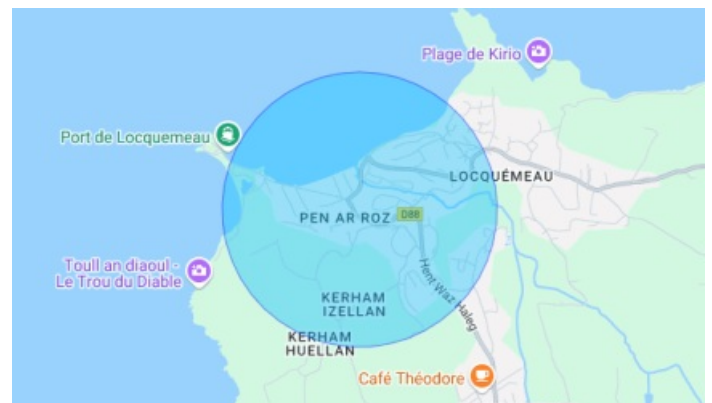 Plage de Kirio
Port de Locquemeau
LOCQUÉMEAU
PEN AR ROZ
D88
Toull an diaoul -
Le Trou du Diable
Hent Waz Haleg
KERHAM
IZELLAN
KERHAM
HUELLAN
Café Théodore